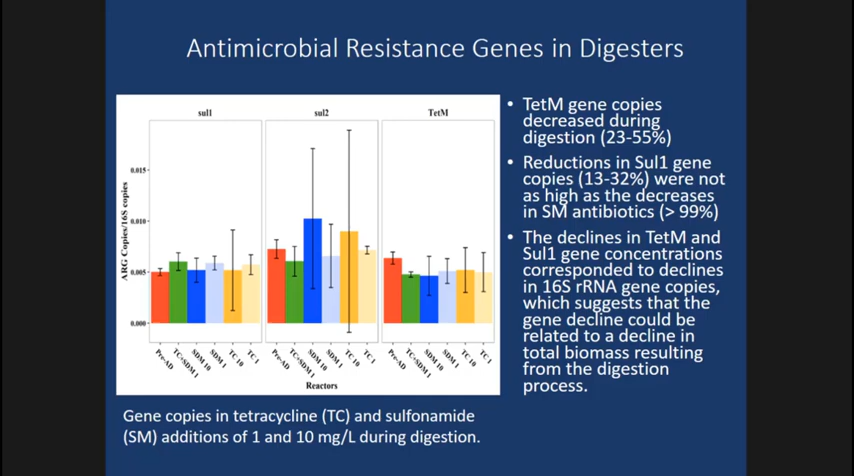 Antimicrobial Resistance Genes in Digesters
sul1
sul2
TetM
ARG Copies/16S copies
0.015
0.010
0.005
0.000
Pre-AD
TC+SDM 1
SDM 10
SDM 1
TC 10
TC 1
Pre-AD
TC+SDM 1
SDM 10
SDM 1
TC 10
TC 1
Pre-AD
TC+SDM 1
SDM 10
SDM 1
TC 10
TC 1
Reactors
Gene copies in tetracycline (TC) and sulfonamide
(SM) additions of 1 and 10 mg/L during digestion.
• TetM gene copies
decreased during
digestion (23-55%)
• Reductions in Sul1 gene
copies (13-32%) were not
as high as the decreases
in SM antibiotics (> 99%)
• The declines in TetM and
Sul1 gene concentrations
corresponded to declines
in 16S rRNA gene copies,
which suggests that the
gene decline could be
related to a decline in
total biomass resulting
from the digestion
process.